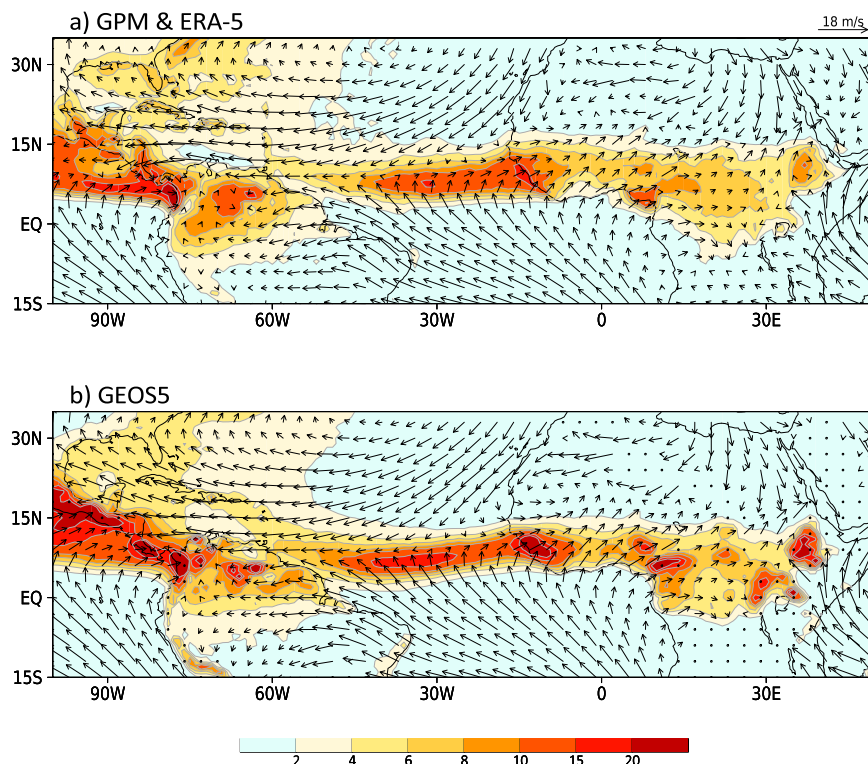 a) GPM & ERA-5
18 m/s
30N
15N
EQ
15S
90W 60W 30W 0 30E
b) GEOS5
30N
15N
EQ
15S
90W 60W 30W 0 30E
2 4 6 8 10 15 20